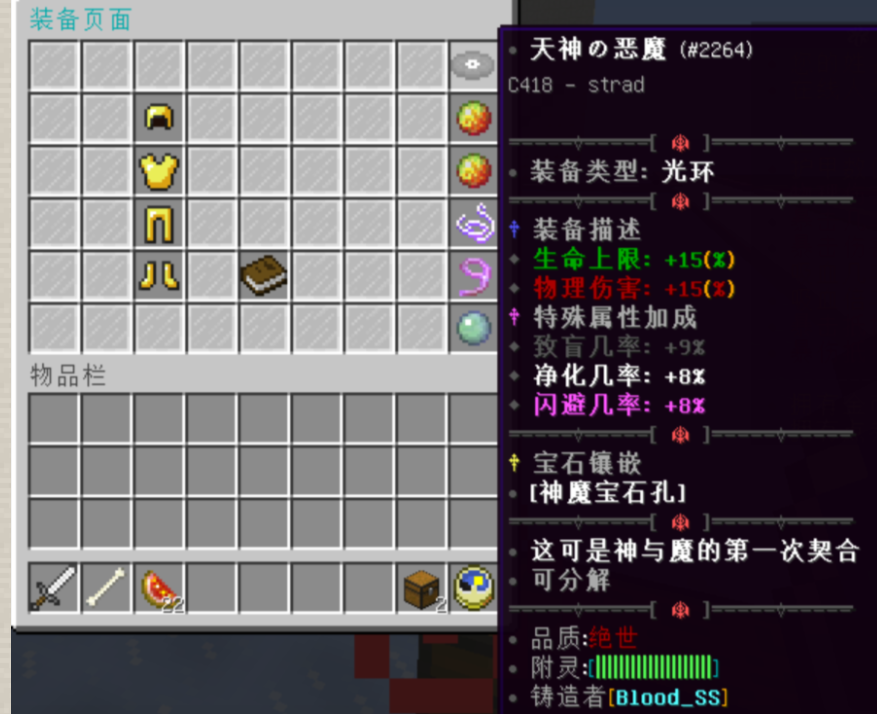 装备页面
天神の恶魔 (#2264)
C418 - strad
装备类型: 光环
装备描述
生命上限: +15(%)
物理伤害: +15(%)
特殊属性加成
致盲几率: +9%
净化几率: +8%
闪避几率: +8%
物品栏
宝石镶嵌
[神魔宝石孔]
这可是神与魔的第一次契合
可分解
22
2
品质:绝世
附灵:[||||||||||||||||||||]
铸造者[Blood_SS]